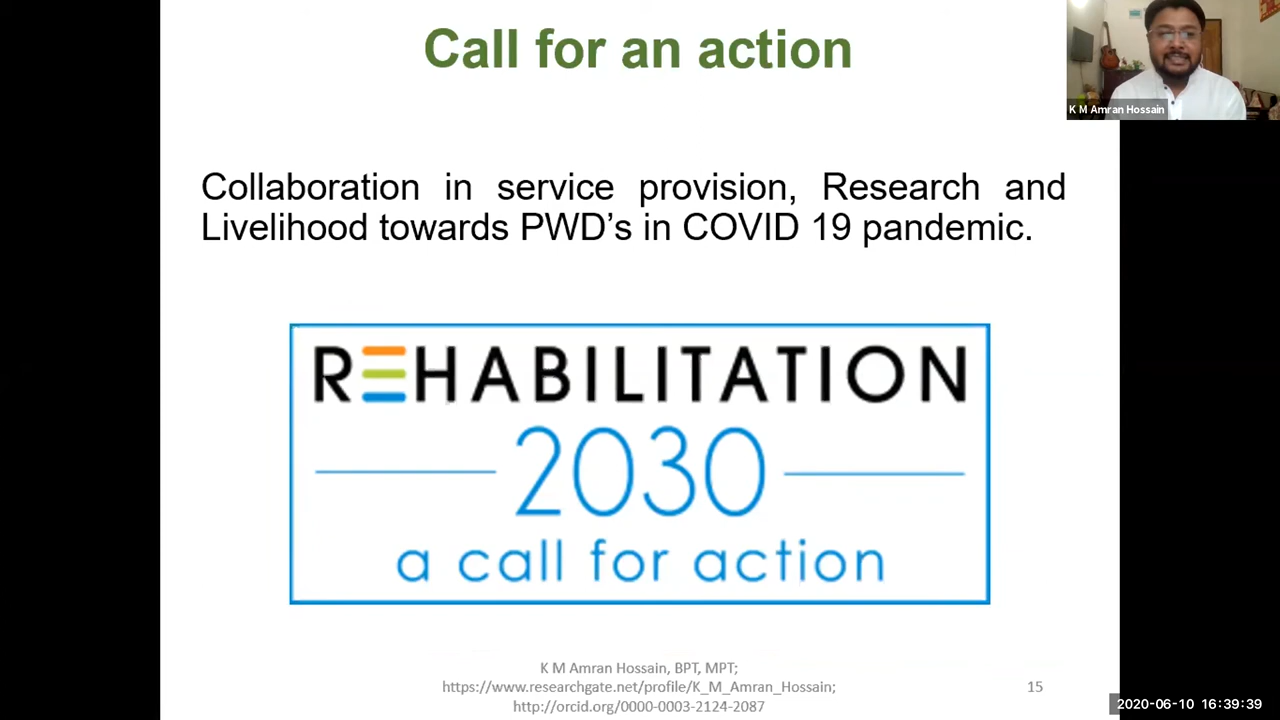 Call for an action
K M Amran Hossain
Collaboration in service provision, Research and
Livelihood towards PWD’s in COVID 19 pandemic.
REHABILITATION
2030
a call for action
K M Amran Hossain, BPT, MPT;
https://www.researchgate.net/profile/K_M_Amran_Hossain;
http://orcid.org/0000-0003-2124-2087
15
2020-06-10 16:39:39